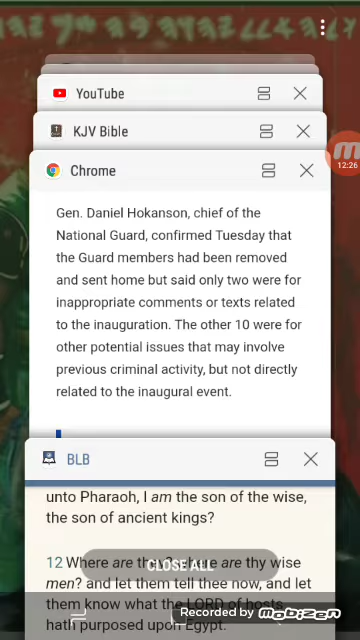 YouTube
KJV Bible
12:26
Chrome
Gen. Daniel Hokanson, chief of the
National Guard, confirmed Tuesday that
the Guard members had been removed
and sent home but said only two were for
inappropriate comments or texts related
to the inauguration. The other 10 were for
other potential issues that may involve
previous criminal activity, but not directly
related to the inaugural event.
BLB
unto Pharaoh, I am the son of the wise,
the son of ancient kings?
12 Where are they? where are thy wise
CLOSE ALL
men? and let them tell thee now, and let
them know what the LORD of hosts
hath purposed upon Egypt.
Recorded by mobizen